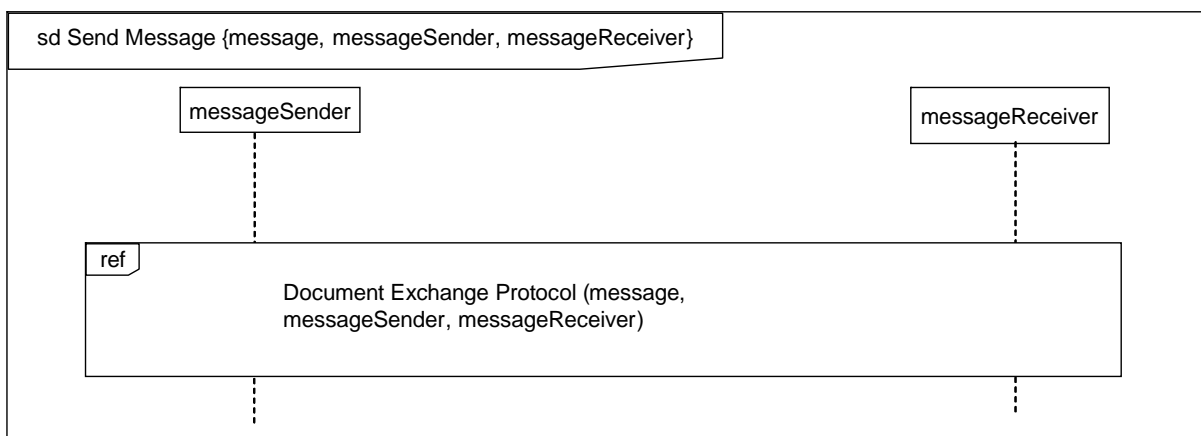 sd Send Message {message, messageSender, messageReceiver}
messageSender
messageReceiver
ref
Document Exchange Protocol (message,
messageSender, messageReceiver)